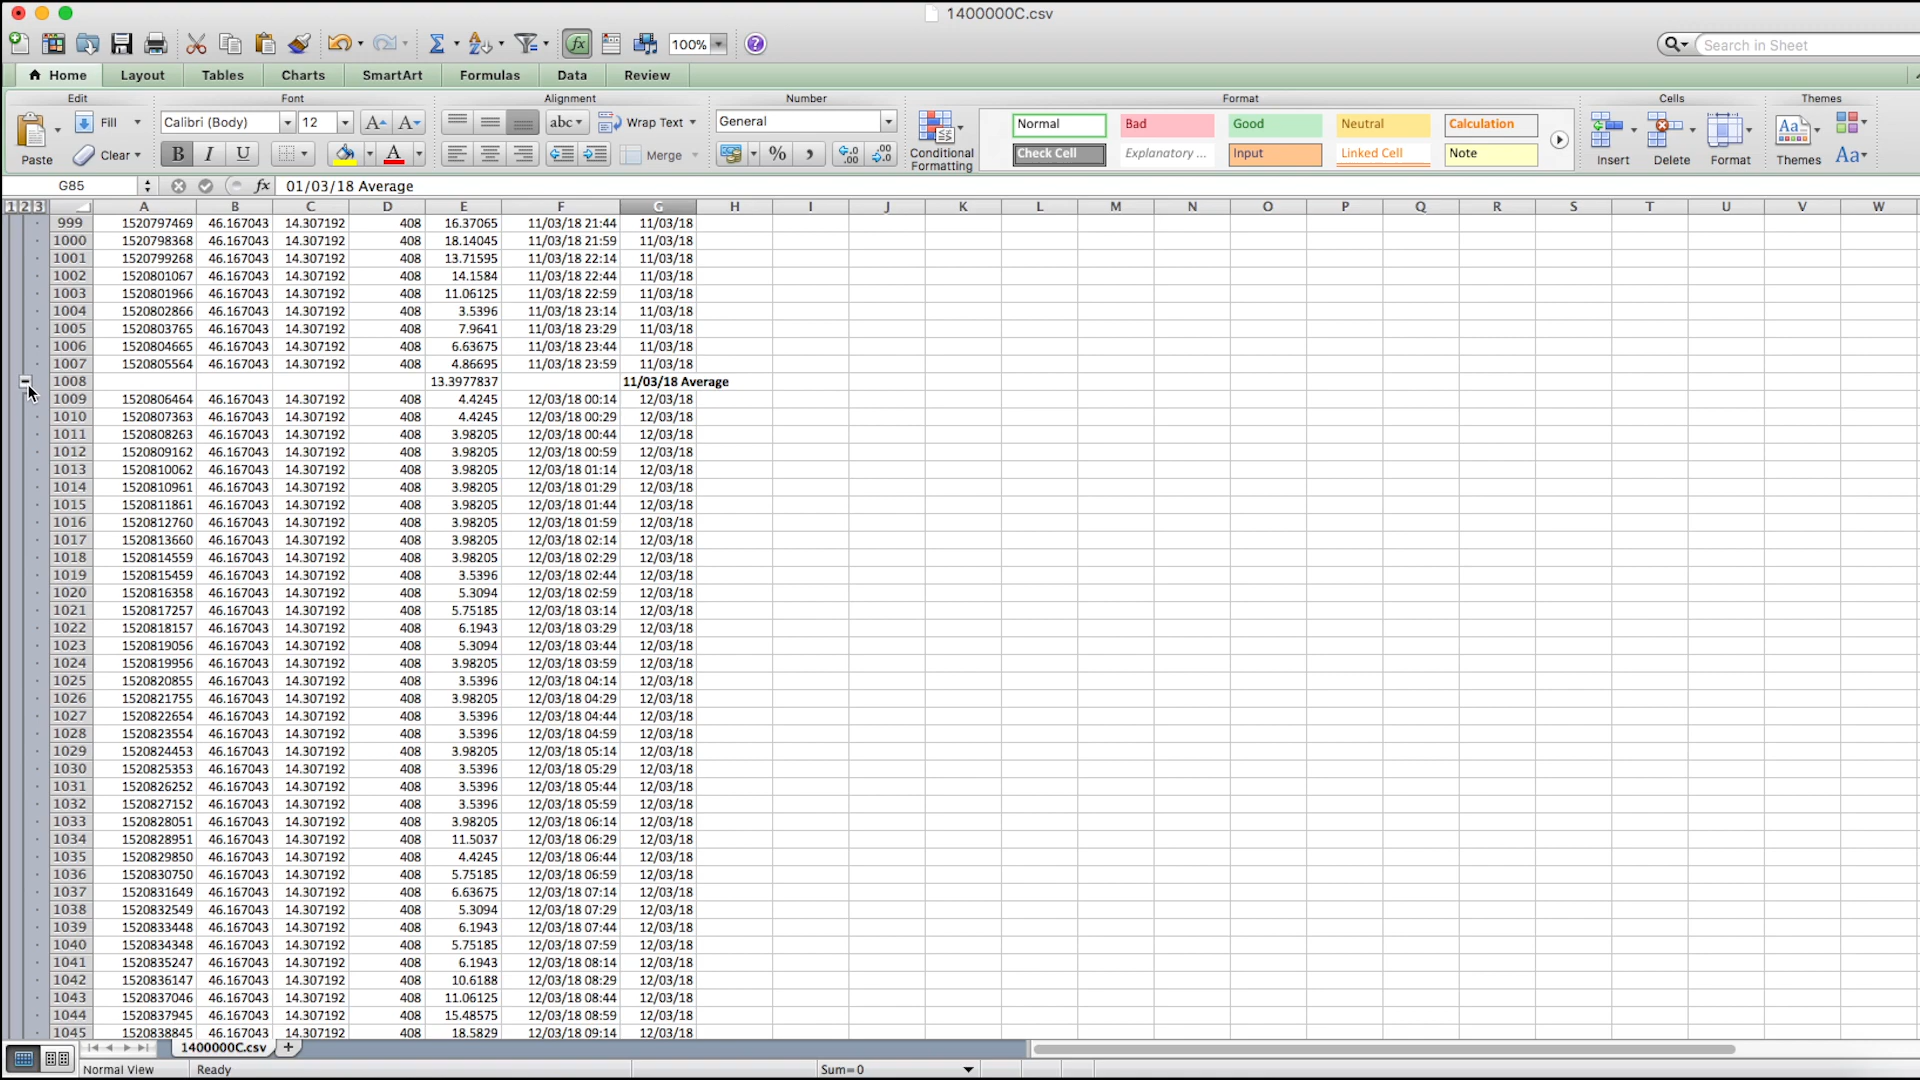 1400000C.csv
100%
Search in Sheet
Home Layout Tables Charts SmartArt Formulas Data Review
Edit Font Alignment Number Format Cells Themes
Fill Calibri (Body) 12 A A abc Wrap Text General Normal Bad Good Neutral Calculation
Paste Clear B I U A Merge % Conditional Formatting Check Cell Explanatory ... Input Linked Cell Note Insert Delete Format Themes Aa
G85 fx 01/03/18 Average
1 2 3 A B C D E F G H I J K L M N O P Q R S T U V W
999 1520797469 46.167043 14.307192 408 16.37065 11/03/18 21:44 11/03/18
1000 1520798368 46.167043 14.307192 408 18.14045 11/03/18 21:59 11/03/18
1001 1520799268 46.167043 14.307192 408 13.71595 11/03/18 22:14 11/03/18
1002 1520801067 46.167043 14.307192 408 14.1584 11/03/18 22:44 11/03/18
1003 1520801966 46.167043 14.307192 408 11.06125 11/03/18 22:59 11/03/18
1004 1520802866 46.167043 14.307192 408 3.5396 11/03/18 23:14 11/03/18
1005 1520803765 46.167043 14.307192 408 7.9641 11/03/18 23:29 11/03/18
1006 1520804665 46.167043 14.307192 408 6.63675 11/03/18 23:44 11/03/18
1007 1520805564 46.167043 14.307192 408 4.86695 11/03/18 23:59 11/03/18
1008 13.3977837 11/03/18 Average
1009 1520806464 46.167043 14.307192 408 4.4245 12/03/18 00:14 12/03/18
1010 1520807363 46.167043 14.307192 408 4.4245 12/03/18 00:29 12/03/18
1011 1520808263 46.167043 14.307192 408 3.98205 12/03/18 00:44 12/03/18
1012 1520809162 46.167043 14.307192 408 3.98205 12/03/18 00:59 12/03/18
1013 1520810062 46.167043 14.307192 408 3.98205 12/03/18 01:14 12/03/18
1014 1520810961 46.167043 14.307192 408 3.98205 12/03/18 01:29 12/03/18
1015 1520811861 46.167043 14.307192 408 3.98205 12/03/18 01:44 12/03/18
1016 1520812760 46.167043 14.307192 408 3.98205 12/03/18 01:59 12/03/18
1017 1520813660 46.167043 14.307192 408 3.98205 12/03/18 02:14 12/03/18
1018 1520814559 46.167043 14.307192 408 3.98205 12/03/18 02:29 12/03/18
1019 1520815459 46.167043 14.307192 408 3.5396 12/03/18 02:44 12/03/18
1020 1520816358 46.167043 14.307192 408 5.3094 12/03/18 02:59 12/03/18
1021 1520817257 46.167043 14.307192 408 5.75185 12/03/18 03:14 12/03/18
1022 1520818157 46.167043 14.307192 408 6.1943 12/03/18 03:29 12/03/18
1023 1520819056 46.167043 14.307192 408 5.3094 12/03/18 03:44 12/03/18
1024 1520819956 46.167043 14.307192 408 3.98205 12/03/18 03:59 12/03/18
1025 1520820855 46.167043 14.307192 408 3.5396 12/03/18 04:14 12/03/18
1026 1520821755 46.167043 14.307192 408 3.98205 12/03/18 04:29 12/03/18
1027 1520822654 46.167043 14.307192 408 3.5396 12/03/18 04:44 12/03/18
1028 1520823554 46.167043 14.307192 408 3.5396 12/03/18 04:59 12/03/18
1029 1520824453 46.167043 14.307192 408 3.98205 12/03/18 05:14 12/03/18
1030 1520825353 46.167043 14.307192 408 3.5396 12/03/18 05:29 12/03/18
1031 1520826252 46.167043 14.307192 408 3.5396 12/03/18 05:44 12/03/18
1032 1520827152 46.167043 14.307192 408 3.5396 12/03/18 05:59 12/03/18
1033 1520828051 46.167043 14.307192 408 3.98205 12/03/18 06:14 12/03/18
1034 1520828951 46.167043 14.307192 408 11.5037 12/03/18 06:29 12/03/18
1035 1520829850 46.167043 14.307192 408 4.4245 12/03/18 06:44 12/03/18
1036 1520830750 46.167043 14.307192 408 5.75185 12/03/18 06:59 12/03/18
1037 1520831649 46.167043 14.307192 408 6.63675 12/03/18 07:14 12/03/18
1038 1520832549 46.167043 14.307192 408 5.3094 12/03/18 07:29 12/03/18
1039 1520833448 46.167043 14.307192 408 6.1943 12/03/18 07:44 12/03/18
1040 1520834348 46.167043 14.307192 408 5.75185 12/03/18 07:59 12/03/18
1041 1520835247 46.167043 14.307192 408 6.1943 12/03/18 08:14 12/03/18
1042 1520836147 46.167043 14.307192 408 10.6188 12/03/18 08:29 12/03/18
1043 1520837046 46.167043 14.307192 408 11.06125 12/03/18 08:44 12/03/18
1044 1520837945 46.167043 14.307192 408 15.48575 12/03/18 08:59 12/03/18
1045 1520838845 46.167043 14.307192 408 18.5829 12/03/18 09:14 12/03/18
1400000C.csv
Normal View Ready Sum=0